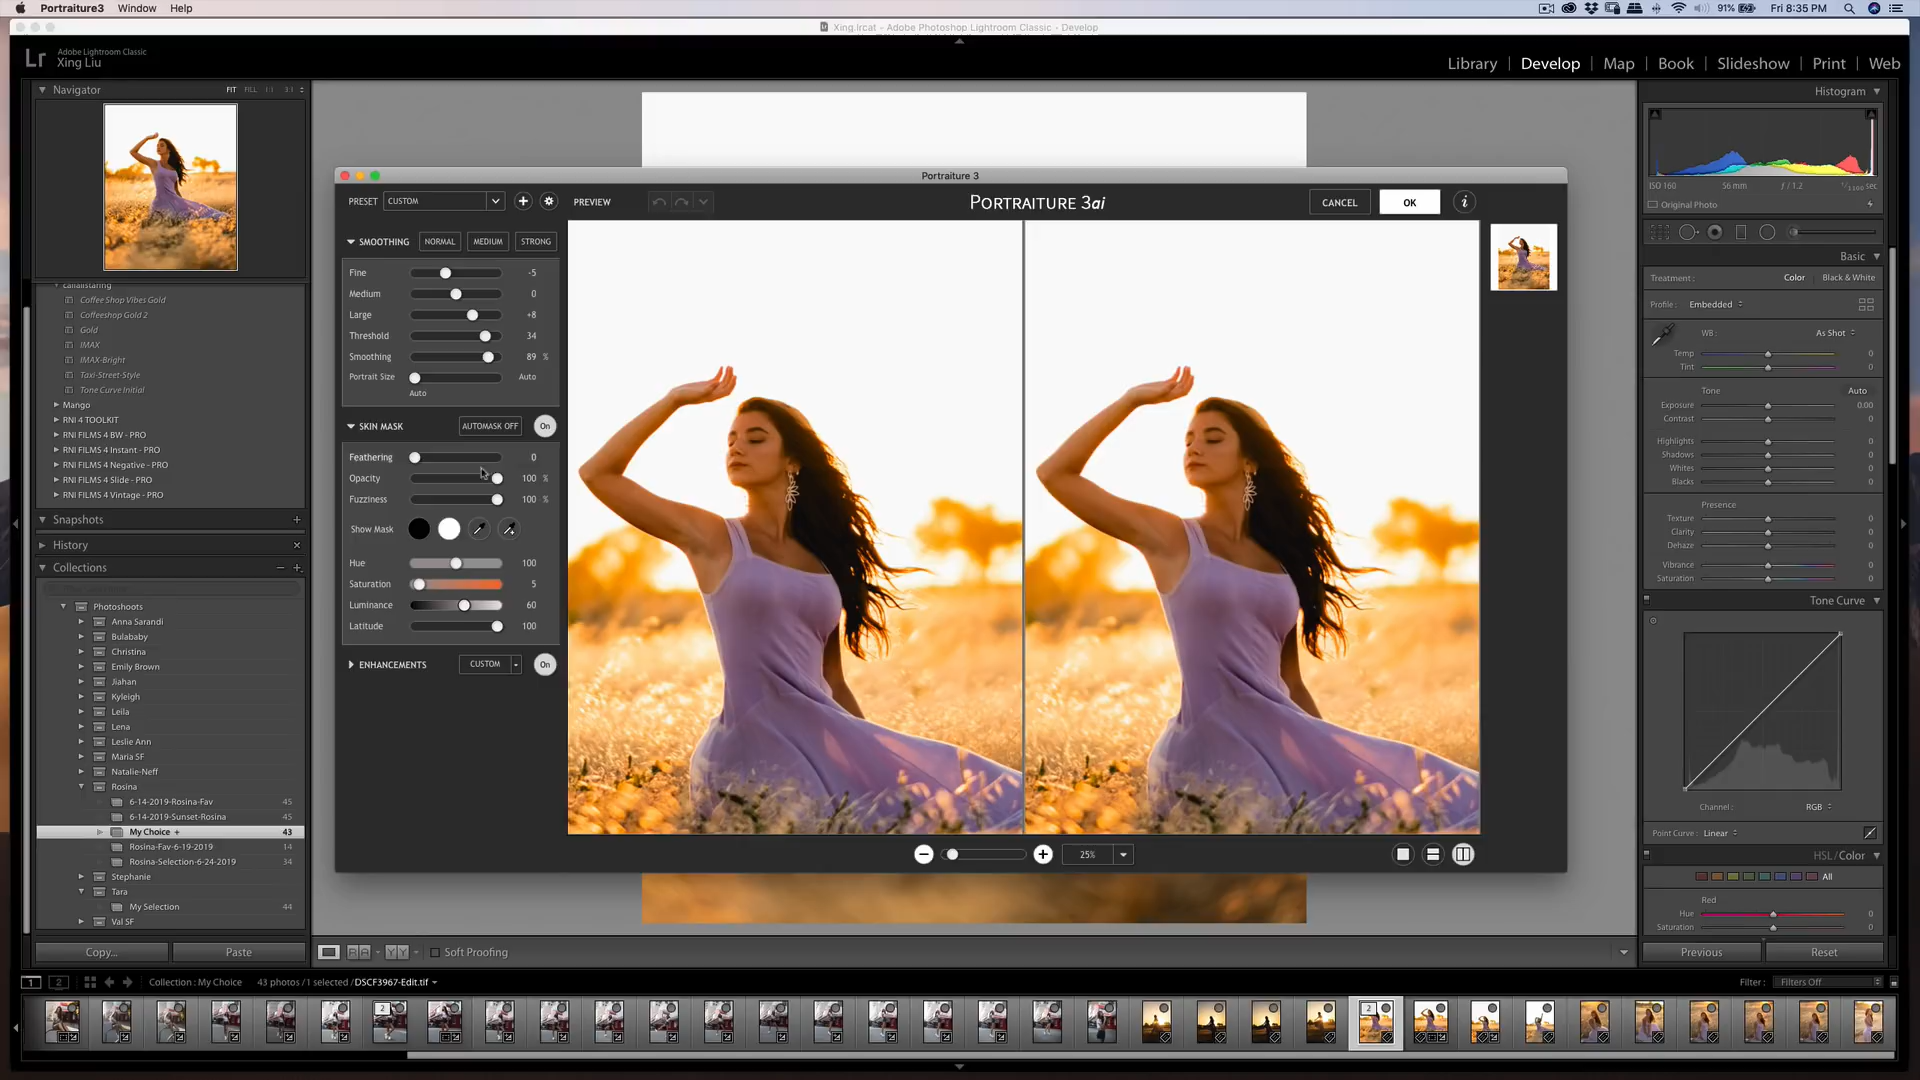 Portraiture3 Window Help
91% Fri 8:35 PM
Xing.lrcat - Adobe Photoshop Lightroom Classic - Develop
Lr Adobe Lightroom Classic
Xing Liu
Library | Develop | Map | Book | Slideshow | Print | Web
Navigator FIT FILL 1:1 3:1
Coffee Shop Vibes Gold
Coffeeshop Gold 2
Gold
IMAX
IMAX-Bright
Taxi-Street-Style
Tone Curve Initial
Mango
RNI 4 TOOLKIT
RNI FILMS 4 BW - PRO
RNI FILMS 4 Instant - PRO
RNI FILMS 4 Negative - PRO
RNI FILMS 4 Slide - PRO
RNI FILMS 4 Vintage - PRO
Snapshots +
History ×
Collections − +
Photoshoots
Anna Sarandi
Bulababy
Christina
Emily Brown
Jiahan
Kyleigh
Leila
Lena
Leslie Ann
Maria SF
Natalie-Neff
Rosina
6-14-2019-Rosina-Fav 45
6-14-2019-Sunset-Rosina 45
My Choice + 43
Rosina-Fav-6-19-2019 14
Rosina-Selection-6-24-2019 34
Stephanie
Tara
My Selection 44
Val SF
Copy... Paste
Portraiture 3
PRESET CUSTOM
PREVIEW
PORTRAITURE 3ai
CANCEL OK i
SMOOTHING NORMAL MEDIUM STRONG
Fine -5
Medium 0
Large +8
Threshold 34
Smoothing 89 %
Portrait Size Auto
Auto
SKIN MASK AUTOMASK OFF On
Feathering 0
Opacity 100 %
Fuzziness 100 %
Show Mask
Hue 100
Saturation 5
Luminance 60
Latitude 100
ENHANCEMENTS CUSTOM On
25%
Soft Proofing
Histogram
ISO 160 56 mm ƒ / 1.2
Original Photo
Basic
Treatment : Color Black & White
Profile : Embedded
WB : As Shot
Temp 0
Tint 0
Tone Auto
Exposure 0.00
Contrast 0
Highlights 0
Shadows 0
Whites 0
Blacks 0
Presence
Texture 0
Clarity 0
Dehaze 0
Vibrance 0
Saturation 0
Tone Curve
Channel : RGB
Point Curve : Linear
HSL / Color
All
Red
Hue 0
Saturation 0
Previous Reset
1 2 Collection : My Choice 43 photos / 1 selected / DSCF3967-Edit.tif
Filter : Filters Off
2
2